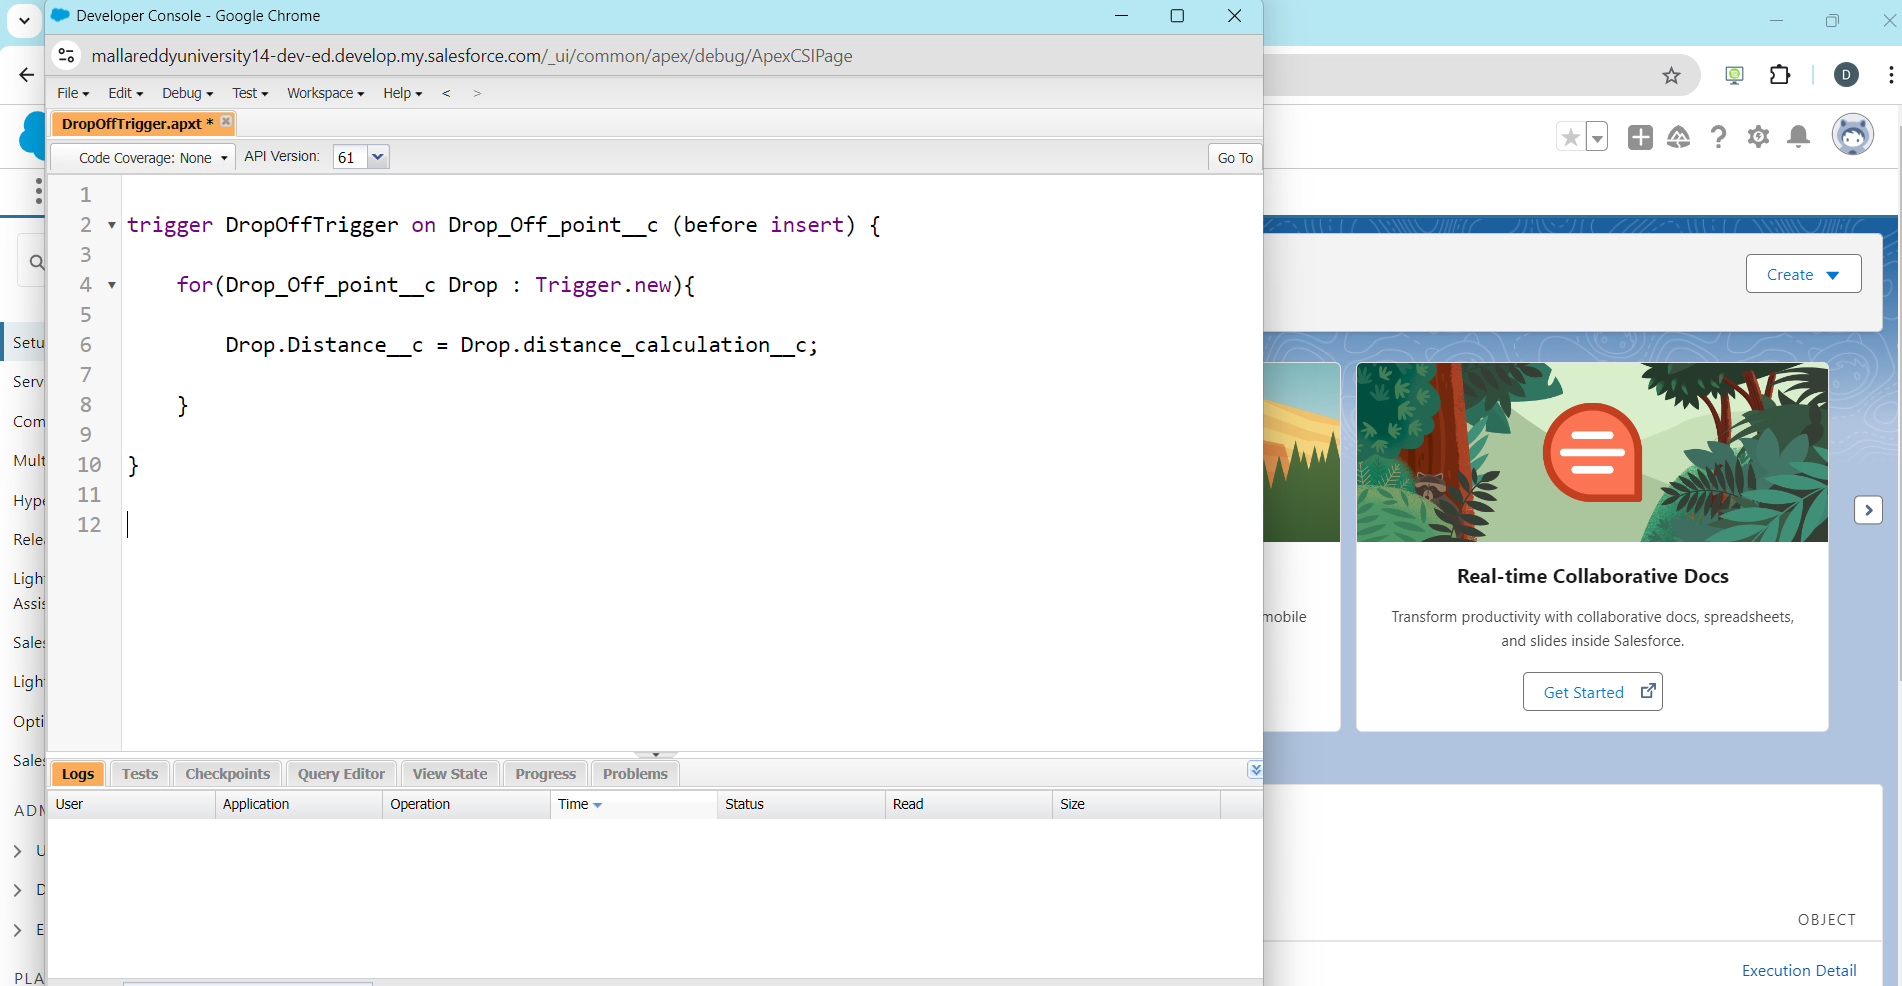 Developer Console - Google Chrome
mallareddyuniversity14-dev-ed.develop.my.salesforce.com/_ui/common/apex/debug/ApexCSIPage
D
File Edit Debug Test Workspace Help < >
DropOffTrigger.apxt *
Code Coverage: None API Version: 61 Go To
1
2 trigger DropOffTrigger on Drop_Off_point__c (before insert) {
3
4 for(Drop_Off_point__c Drop : Trigger.new){
5
6 Drop.Distance__c = Drop.distance_calculation__c;
7
8 }
9
10 }
11
12
Create
Setu
Serv
Com
Mult
Hype
Rele
Ligh
Assis
Sales
Ligh
Opti
Sales
ADM
U
D
E
PLA
mobile
Real-time Collaborative Docs
Transform productivity with collaborative docs, spreadsheets,
and slides inside Salesforce.
Get Started
Logs Tests Checkpoints Query Editor View State Progress Problems
User Application Operation Time Status Read Size
OBJECT
Execution Detail